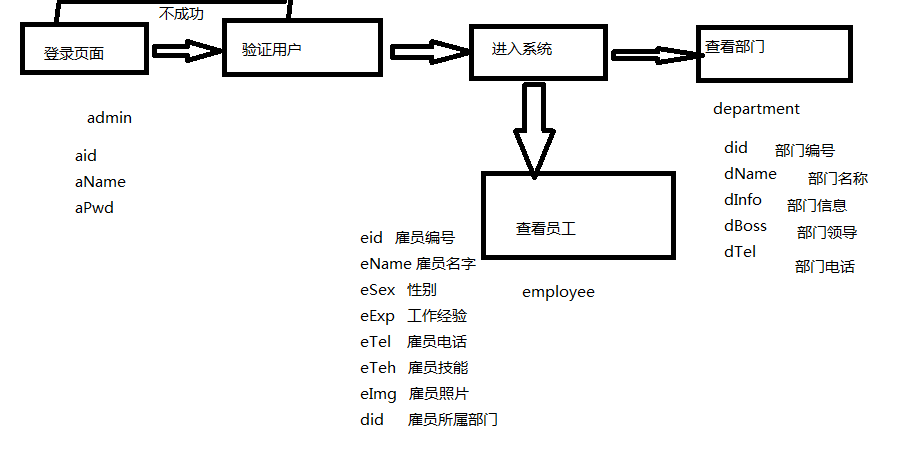 不成功
登录页面
验证用户
进入系统
查看部门
admin
aid
aName
aPwd
department
did 部门编号
dName 部门名称
dInfo 部门信息
dBoss 部门领导
dTel 部门电话
查看员工
employee
eid 雇员编号
eName 雇员名字
eSex 性别
eExp 工作经验
eTel 雇员电话
eTeh 雇员技能
eImg 雇员照片
did 雇员所属部门